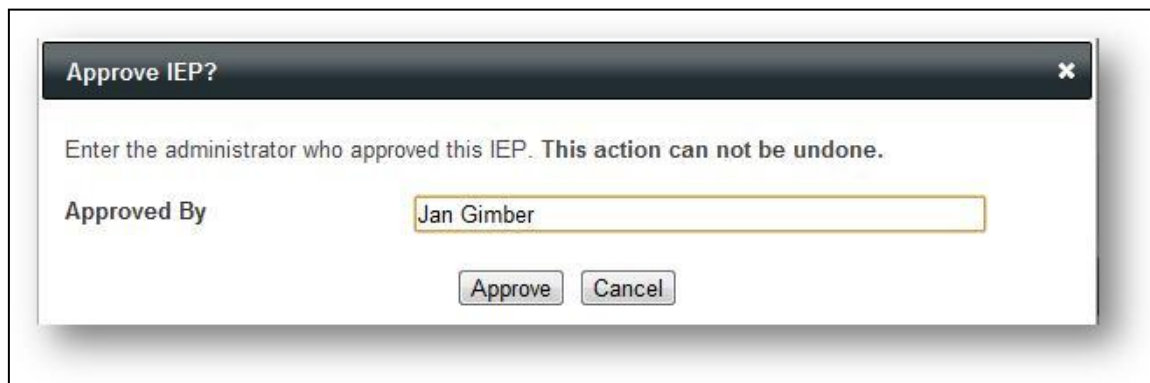 Approve IEP?
Enter the administrator who approved this IEP. This action can not be undone.
Approved By
Jan Gimber
Approve Cancel